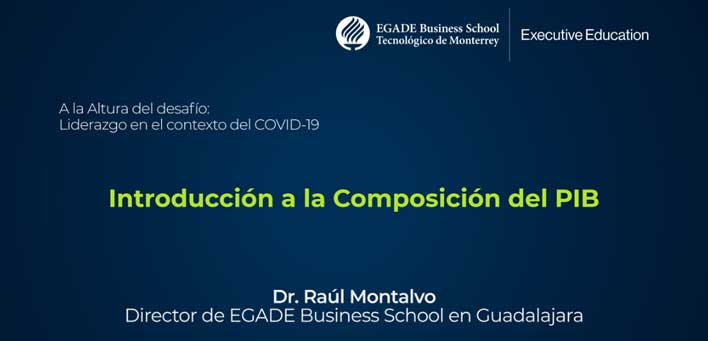 EGADE Business School
Tecnológico de Monterrey
Executive Education
A la Altura del desafío:
Liderazgo en el contexto del COVID-19
Introducción a la Composición del PIB
Dr. Raúl Montalvo
Director de EGADE Business School en Guadalajara